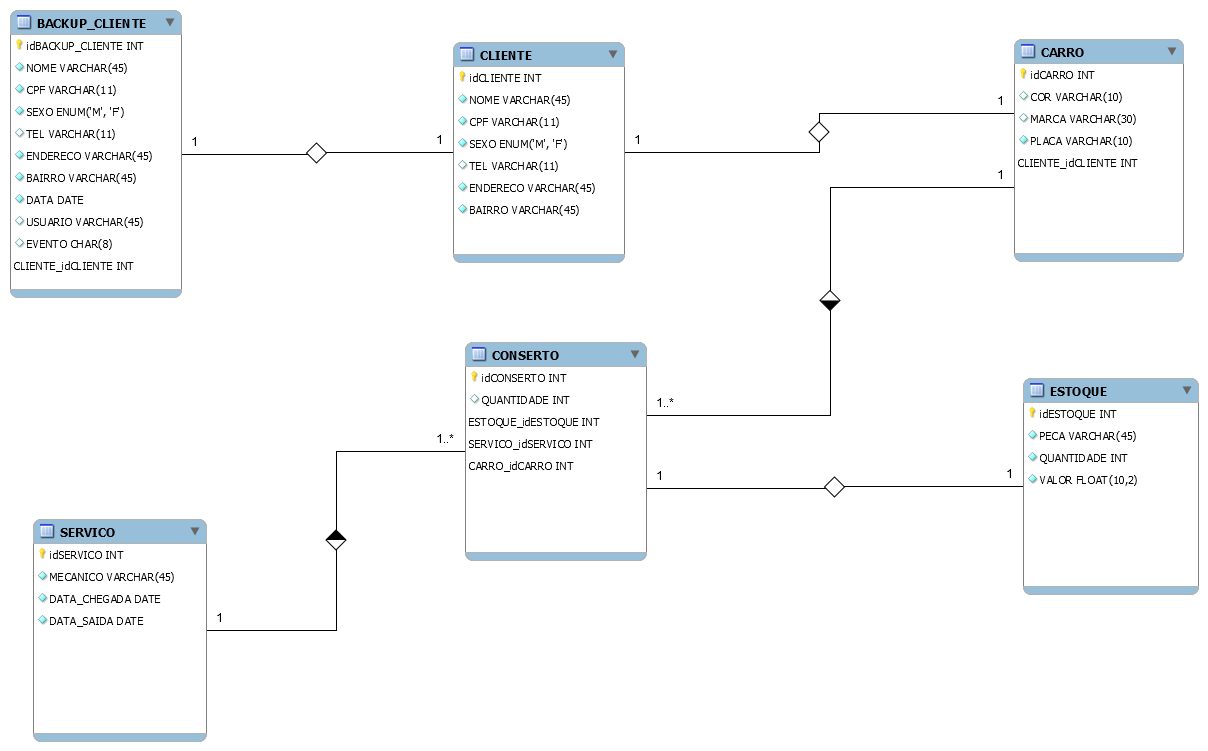 BACKUP_CLIENTE
idBACKUP_CLIENTE INT
NOME VARCHAR(45)
CPF VARCHAR(11)
SEXO ENUM('M', 'F')
TEL VARCHAR(11)
ENDERECO VARCHAR(45)
BAIRRO VARCHAR(45)
DATA DATE
USUARIO VARCHAR(45)
EVENTO CHAR(8)
CLIENTE_idCLIENTE INT
1
1
CLIENTE
idCLIENTE INT
NOME VARCHAR(45)
CPF VARCHAR(11)
SEXO ENUM('M', 'F')
TEL VARCHAR(11)
ENDERECO VARCHAR(45)
BAIRRO VARCHAR(45)
1
1
CARRO
idCARRO INT
COR VARCHAR(10)
MARCA VARCHAR(30)
PLACA VARCHAR(10)
CLIENTE_idCLIENTE INT
1
CONSERTO
idCONSERTO INT
QUANTIDADE INT
ESTOQUE_idESTOQUE INT
SERVICO_idSERVICO INT
CARRO_idCARRO INT
1..*
1..*
1
1
ESTOQUE
idESTOQUE INT
PECA VARCHAR(45)
QUANTIDADE INT
VALOR FLOAT(10,2)
SERVICO
idSERVICO INT
MECANICO VARCHAR(45)
DATA_CHEGADA DATE
DATA_SAIDA DATE
1